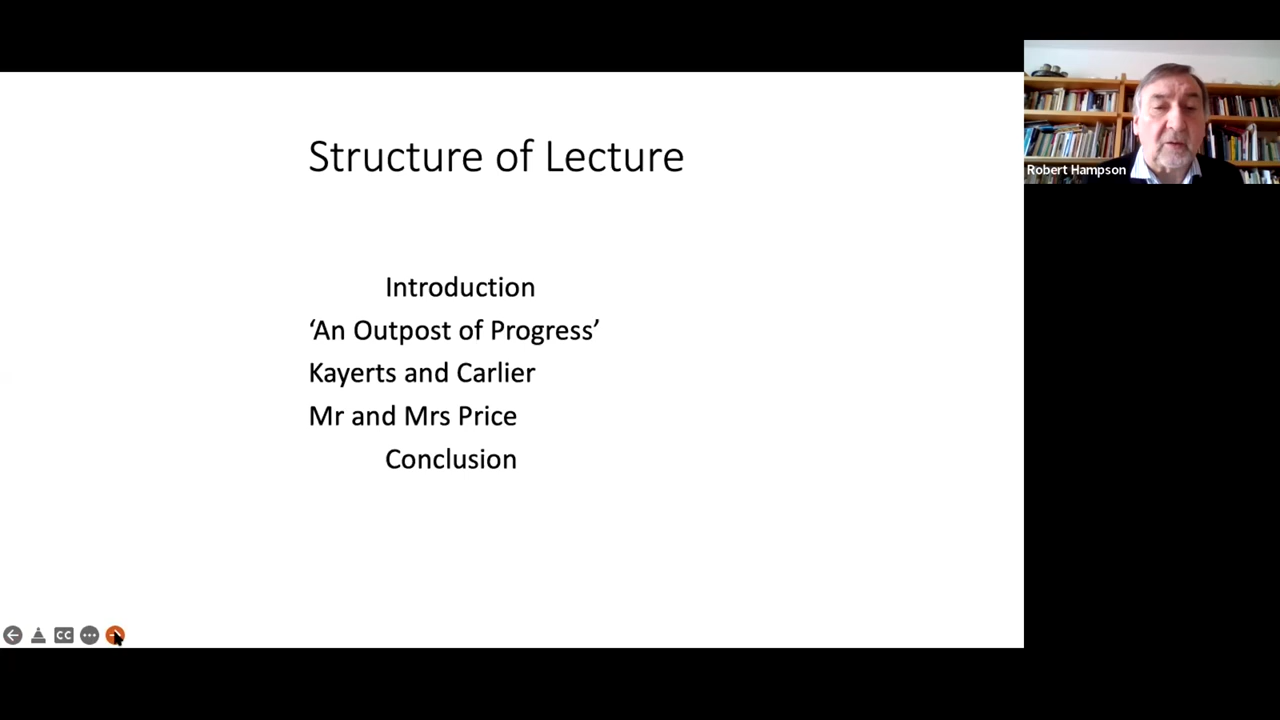 Structure of Lecture
Introduction
‘An Outpost of Progress’
Kayerts and Carlier
Mr and Mrs Price
Conclusion
Robert Hampson
CC